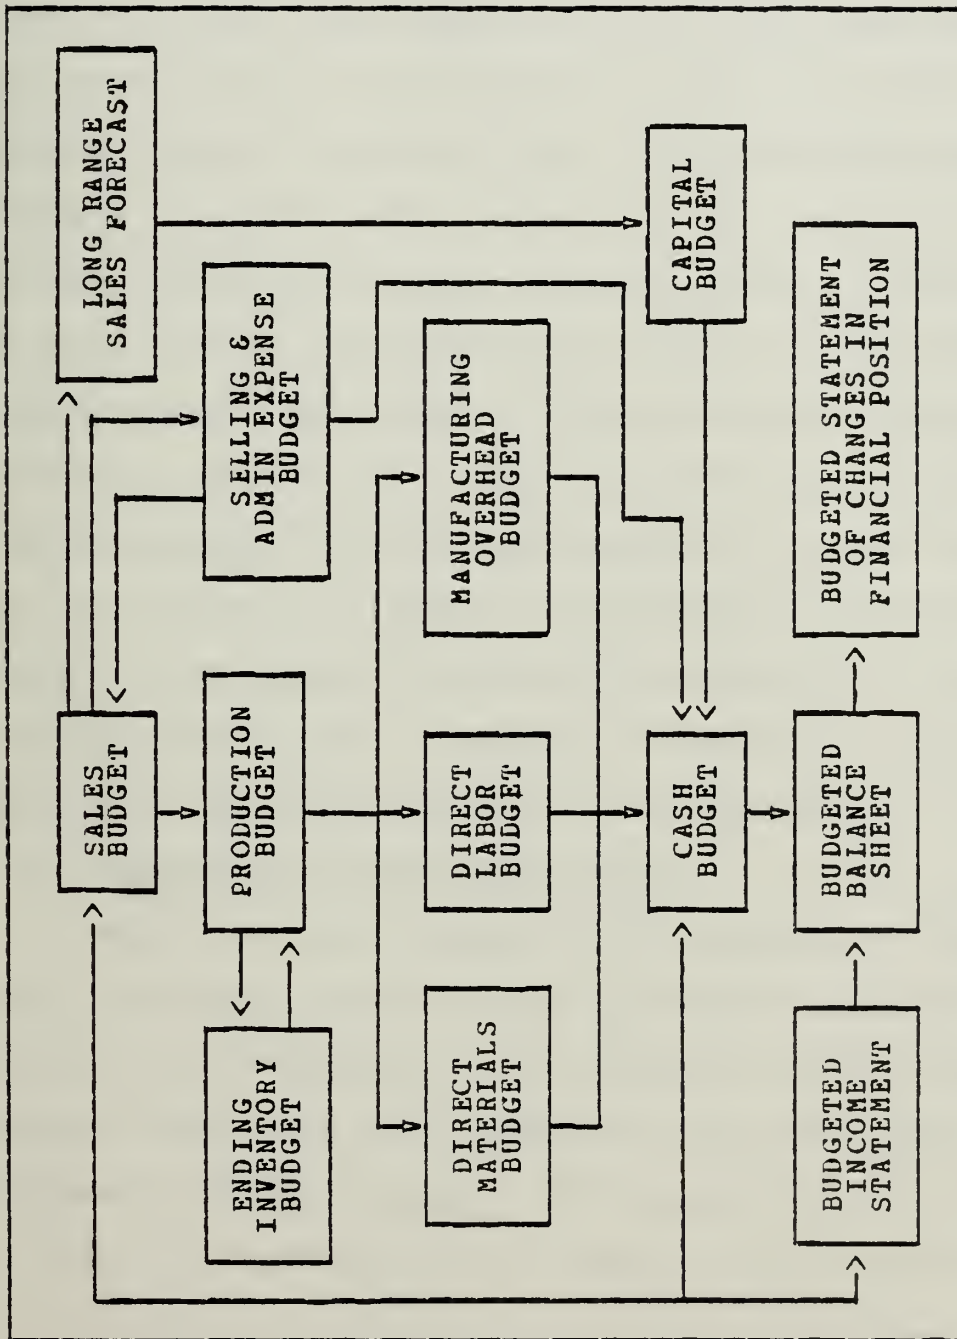 SALES
BUDGET
LONG RANGE
SALES FORECAST
ENDING
INVENTORY
BUDGET
PRODUCTION
BUDGET
SELLING &
ADMIN EXPENSE
BUDGET
DIRECT
MATERIALS
BUDGET
DIRECT
LABOR
BUDGET
MANUFACTURING
OVERHEAD
BUDGET
CASH
BUDGET
CAPITAL
BUDGET
BUDGETED
INCOME
STATEMENT
BUDGETED
BALANCE
SHEET
BUDGETED STATEMENT
OF CHANGES IN
FINANCIAL POSITION